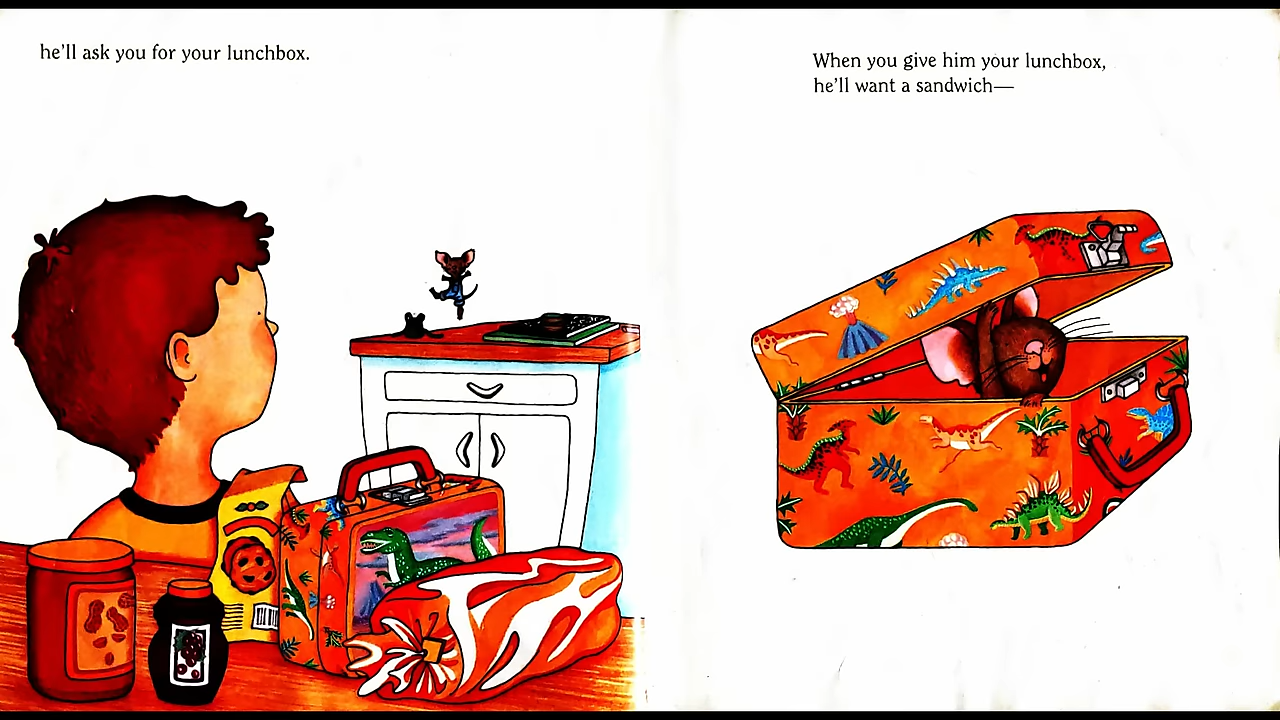 he'll ask you for your lunchbox.
When you give him your lunchbox,
he'll want a sandwich—